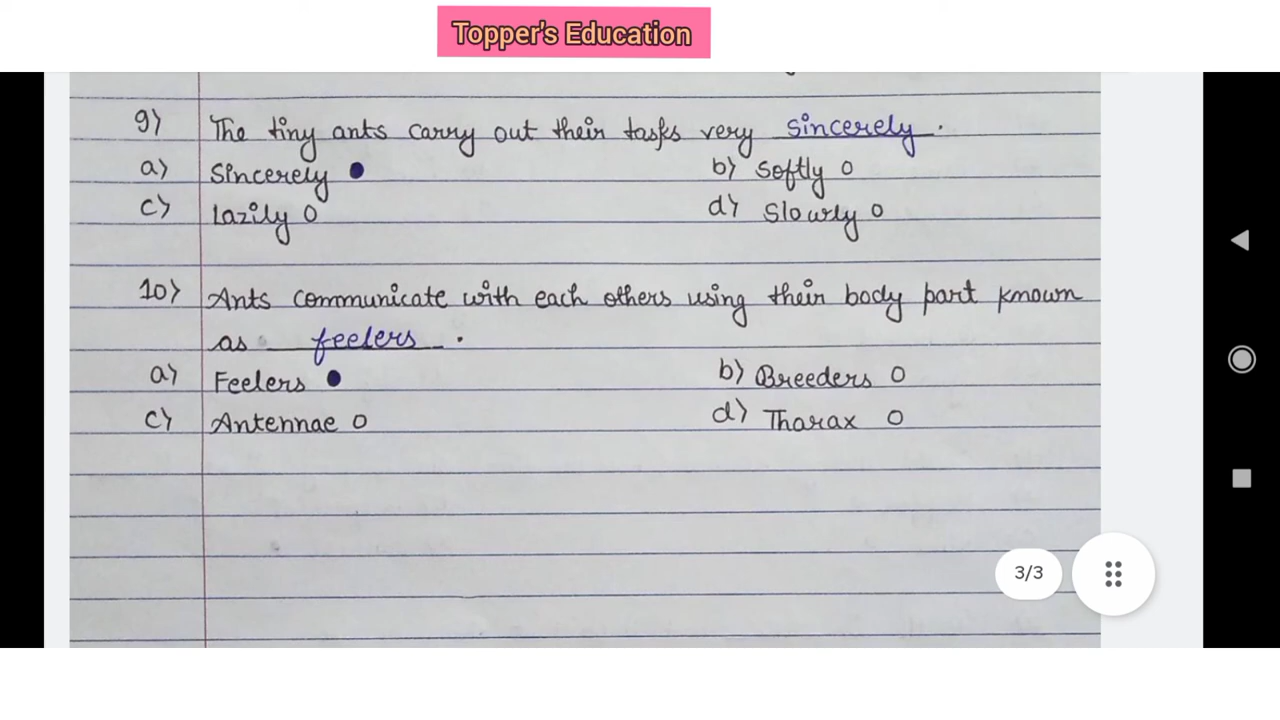 Topper's Education
9) The tiny ants carry out their tasks very sincerely.
a) Sincerely b) Softly
c) Lazily d) Slowly
10) Ants communicate with each others using their body part known
as feelers.
a) Feelers b) Breeders
c) Antennae d) Tharax
3/3